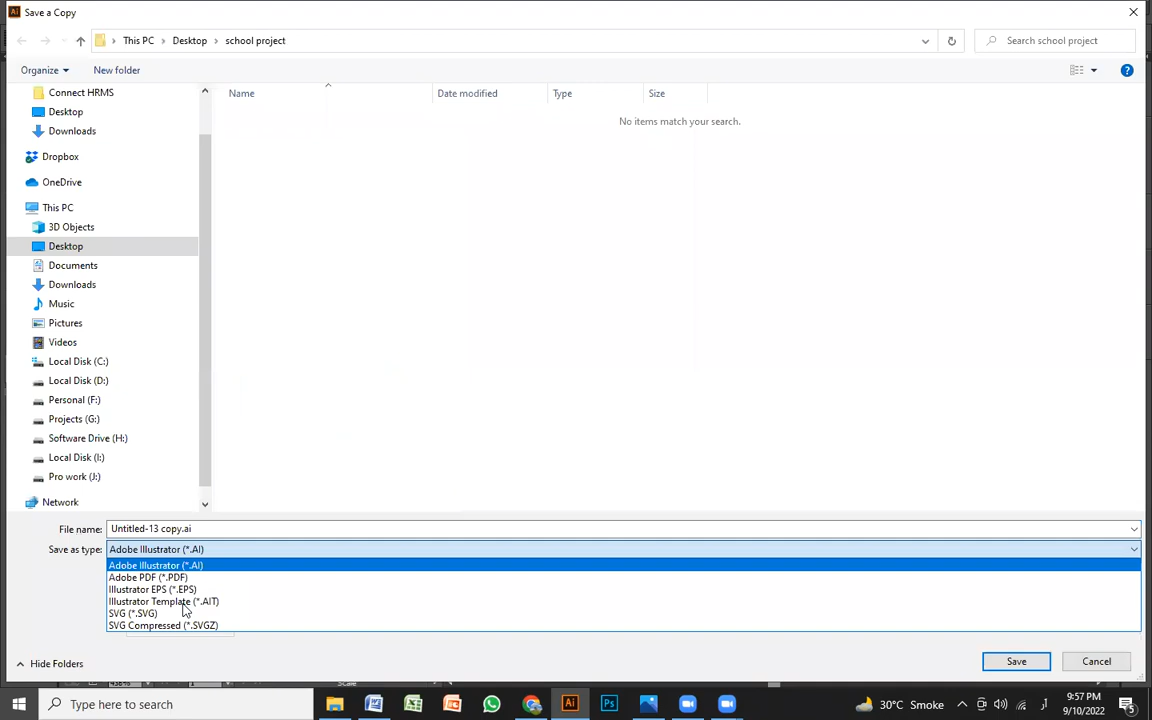 Ai Save a Copy
This PC > Desktop > school project
Search school project
Organize
New folder
Name
Date modified
Type
Size
No items match your search.
Connect HRMS
Desktop
Downloads
Dropbox
OneDrive
This PC
3D Objects
Desktop
Documents
Downloads
Music
Pictures
Videos
Local Disk (C:)
Local Disk (D:)
Personal (F:)
Projects (G:)
Software Drive (H:)
Local Disk (I:)
Pro work (J:)
Network
File name: Untitled-13 copy.ai
Save as type: Adobe Illustrator (*.AI)
Adobe Illustrator (*.AI)
Adobe PDF (*.PDF)
Illustrator EPS (*.EPS)
Illustrator Template (*.AIT)
SVG (*.SVG)
SVG Compressed (*.SVGZ)
Hide Folders
Save
Cancel
Scale
Type here to search
Ai
Ps
30°C Smoke
9:57 PM
9/10/2022
5